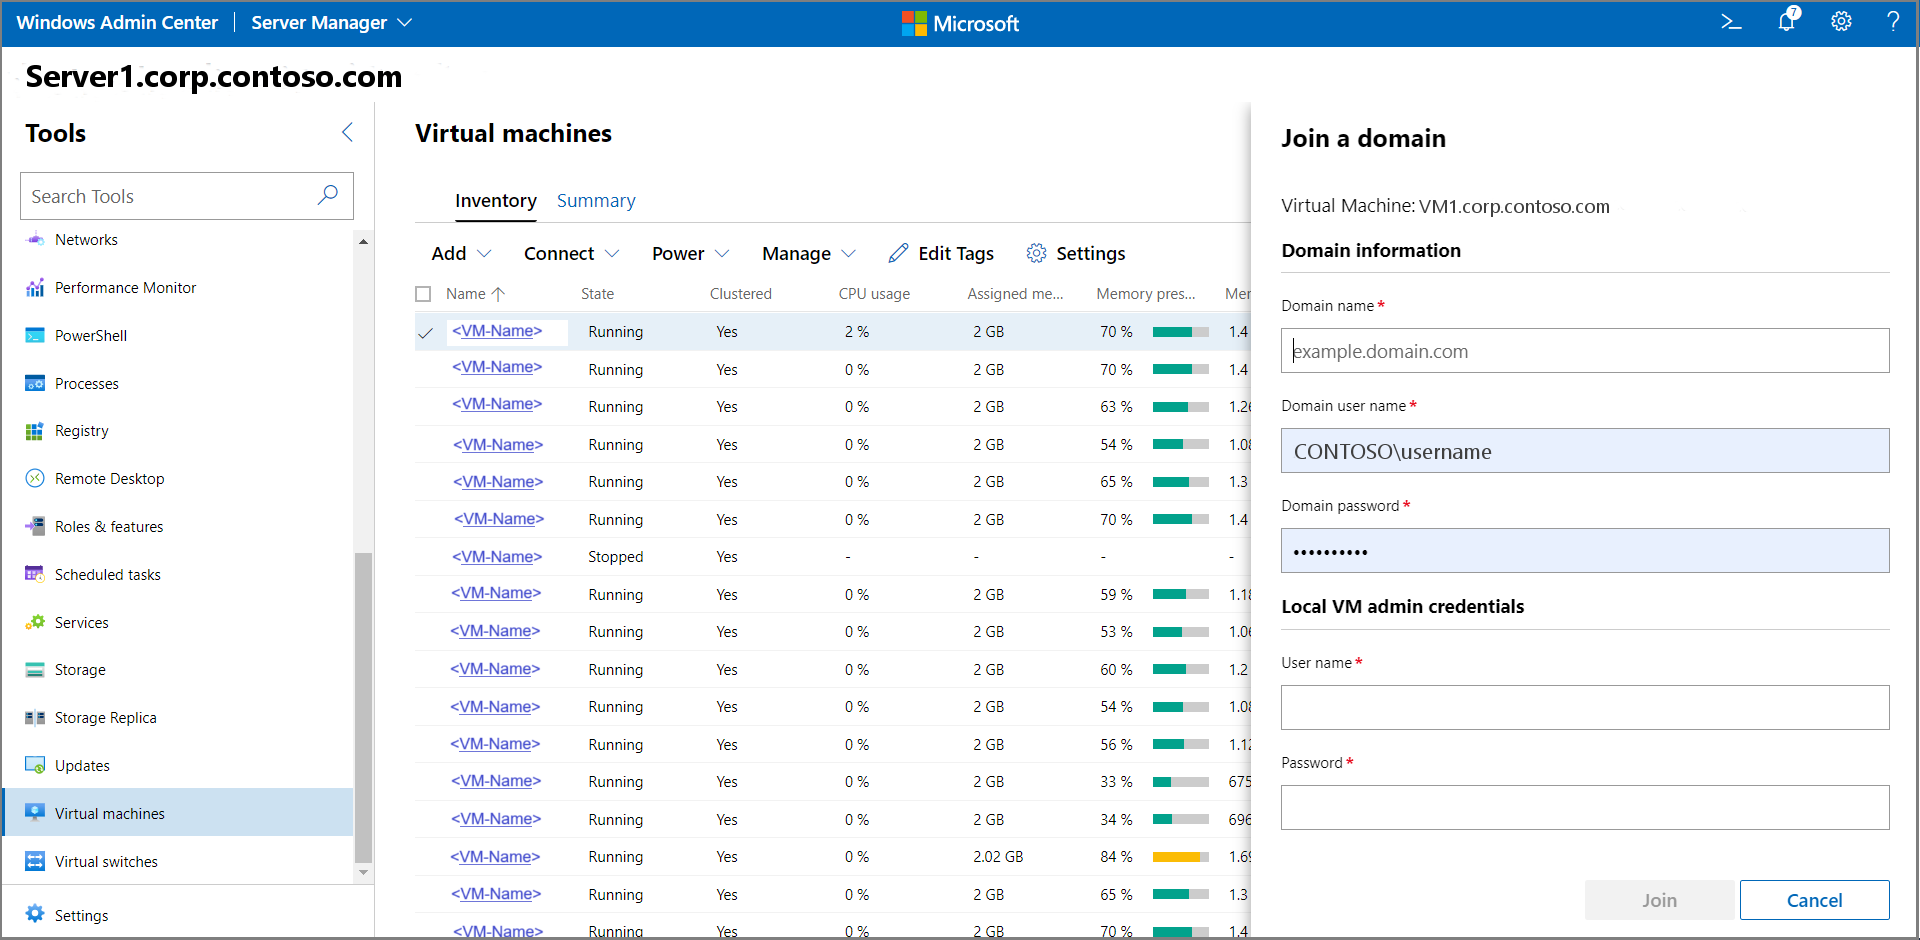 Windows Admin Center | Server Manager
Microsoft
7
Server1.corp.contoso.com
Tools
Search Tools
Networks
Performance Monitor
PowerShell
Processes
Registry
Remote Desktop
Roles & features
Scheduled tasks
Services
Storage
Storage Replica
Updates
Virtual machines
Virtual switches
Settings
Virtual machines
Inventory Summary
Add Connect Power Manage Edit Tags Settings
Name State Clustered CPU usage Assigned me... Memory pres... Mer
<VM-Name> Running Yes 2 % 2 GB 70 % 1.4
<VM-Name> Running Yes 0 % 2 GB 70 % 1.4
<VM-Name> Running Yes 0 % 2 GB 63 % 1.26
<VM-Name> Running Yes 0 % 2 GB 54 % 1.08
<VM-Name> Running Yes 0 % 2 GB 65 % 1.3
<VM-Name> Running Yes 0 % 2 GB 70 % 1.4
<VM-Name> Stopped Yes - - - -
<VM-Name> Running Yes 0 % 2 GB 59 % 1.18
<VM-Name> Running Yes 0 % 2 GB 53 % 1.06
<VM-Name> Running Yes 0 % 2 GB 60 % 1.2
<VM-Name> Running Yes 0 % 2 GB 54 % 1.08
<VM-Name> Running Yes 0 % 2 GB 56 % 1.12
<VM-Name> Running Yes 0 % 2 GB 33 % 675
<VM-Name> Running Yes 0 % 2 GB 34 % 696
<VM-Name> Running Yes 0 % 2.02 GB 84 % 1.69
<VM-Name> Running Yes 0 % 2 GB 65 % 1.3
<VM-Name> Running Yes 0 % 2 GB 70 % 1.4
Join a domain
Virtual Machine: VM1.corp.contoso.com
Domain information
Domain name *
example.domain.com
Domain user name *
CONTOSO\username
Domain password *
••••••••••
Local VM admin credentials
User name *
Password *
Join Cancel